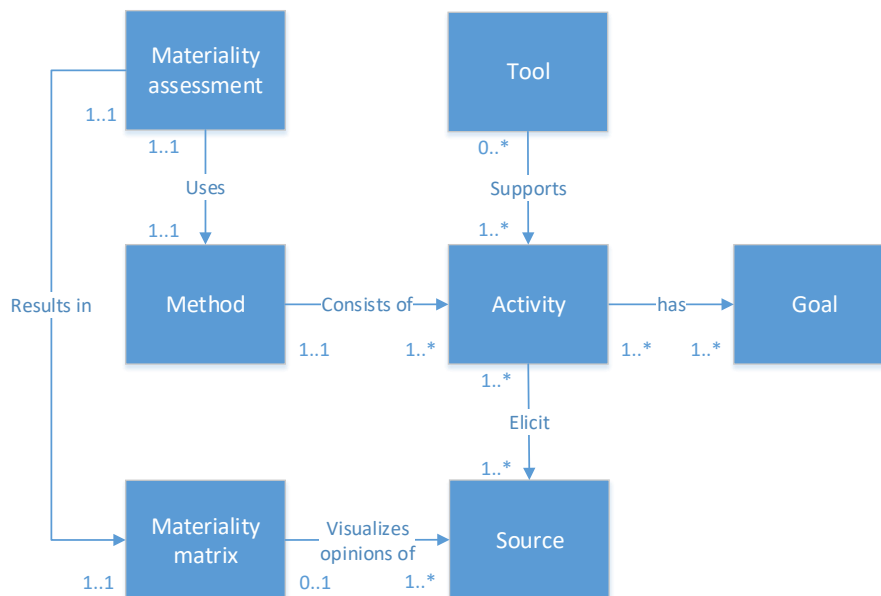 Materiality
assessment
Tool
1..1
1..1
0..*
Uses
Supports
1..1
1..*
Results in
Method
Consists of
Activity
has
Goal
1..1
1..*
1..*
1..*
1..*
Elicit
1..*
Materiality
matrix
Visualizes
opinions of
Source
1..1
0..1
1..*